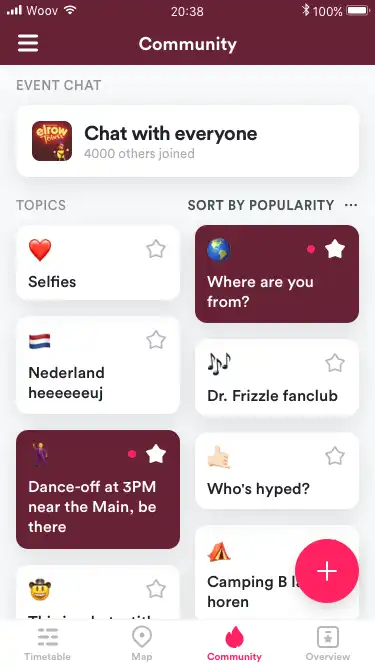 Woov
20:38
100%
Community
EVENT CHAT
elrow
Chat with everyone
4000 others joined
TOPICS
SORT BY POPULARITY
Selfies
Where are you
from?
Nederland
heeeeeeuj
Dr. Frizzle fanclub
Dance-off at 3PM
near the Main, be
there
Who's hyped?
Camping B
horen
Timetable
Map
Community
Overview